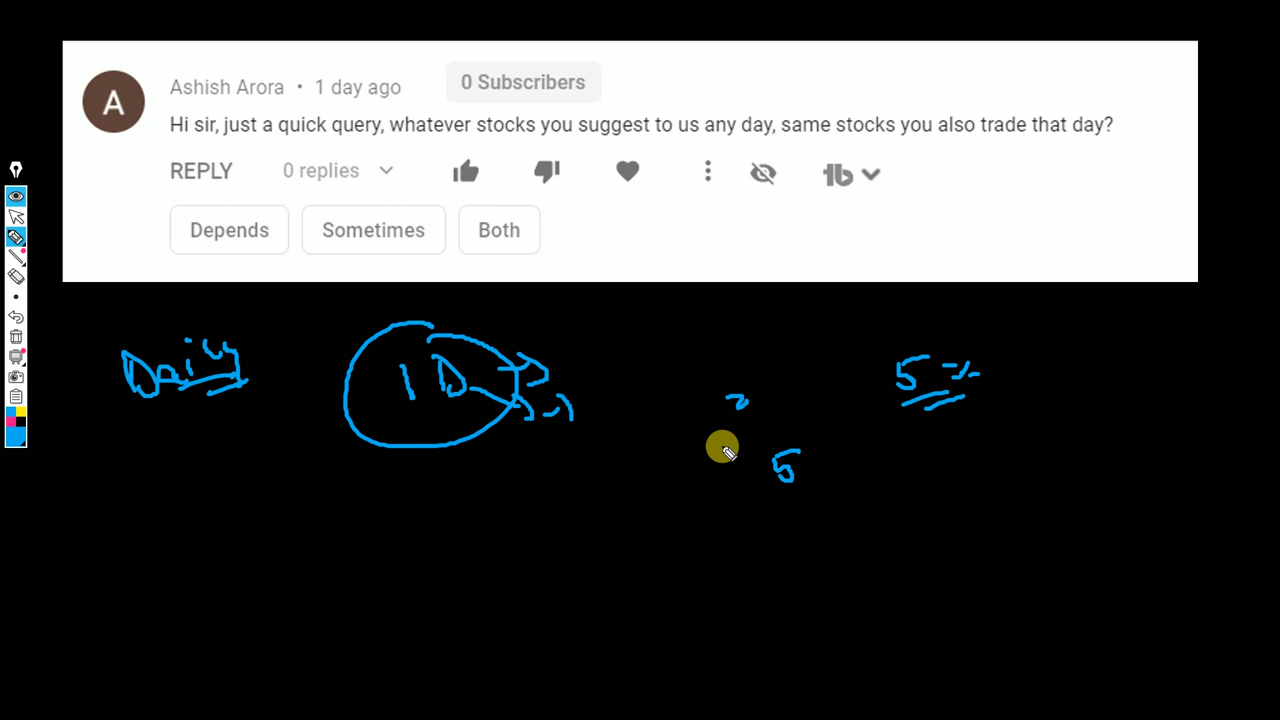 A
Ashish Arora • 1 day ago 0 Subscribers
Hi sir, just a quick query, whatever stocks you suggest to us any day, same stocks you also trade that day?
REPLY 0 replies
Depends Sometimes Both
Daily 1D 5%
5